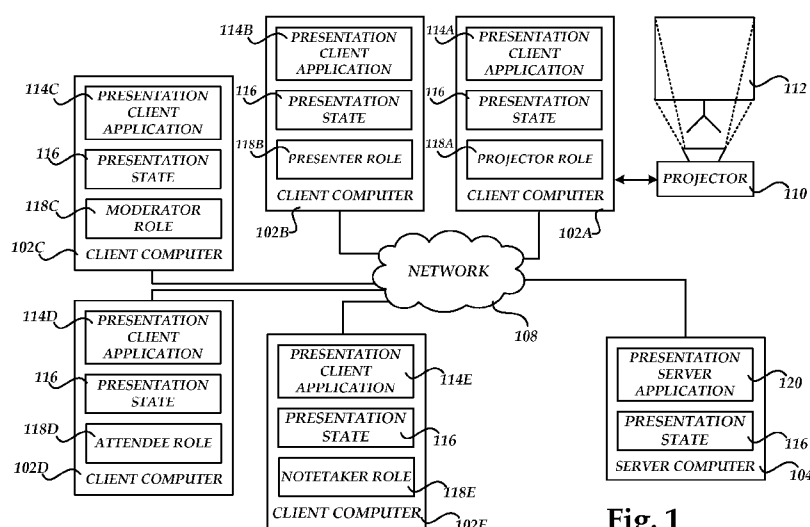 114C
PRESENTATION
CLIENT
APPLICATION
116
PRESENTATION
STATE
118C
MODERATOR
ROLE
102C
CLIENT COMPUTER
114B
PRESENTATION
CLIENT
APPLICATION
116
PRESENTATION
STATE
118B
PRESENTER ROLE
CLIENT COMPUTER
102B
114A
PRESENTATION
CLIENT
APPLICATION
116
PRESENTATION
STATE
118A
PROJECTOR ROLE
CLIENT COMPUTER
102A
112
PROJECTOR
110
NETWORK
108
114D
PRESENTATION
CLIENT
APPLICATION
116
PRESENTATION
STATE
118D
ATTENDEE ROLE
102D
CLIENT COMPUTER
PRESENTATION
CLIENT
APPLICATION
114E
PRESENTATION
STATE
116
NOTETAKER ROLE
118E
CLIENT COMPUTER
102E
PRESENTATION
SERVER
APPLICATION
120
PRESENTATION
STATE
116
SERVER COMPUTER
104
Fig. 1